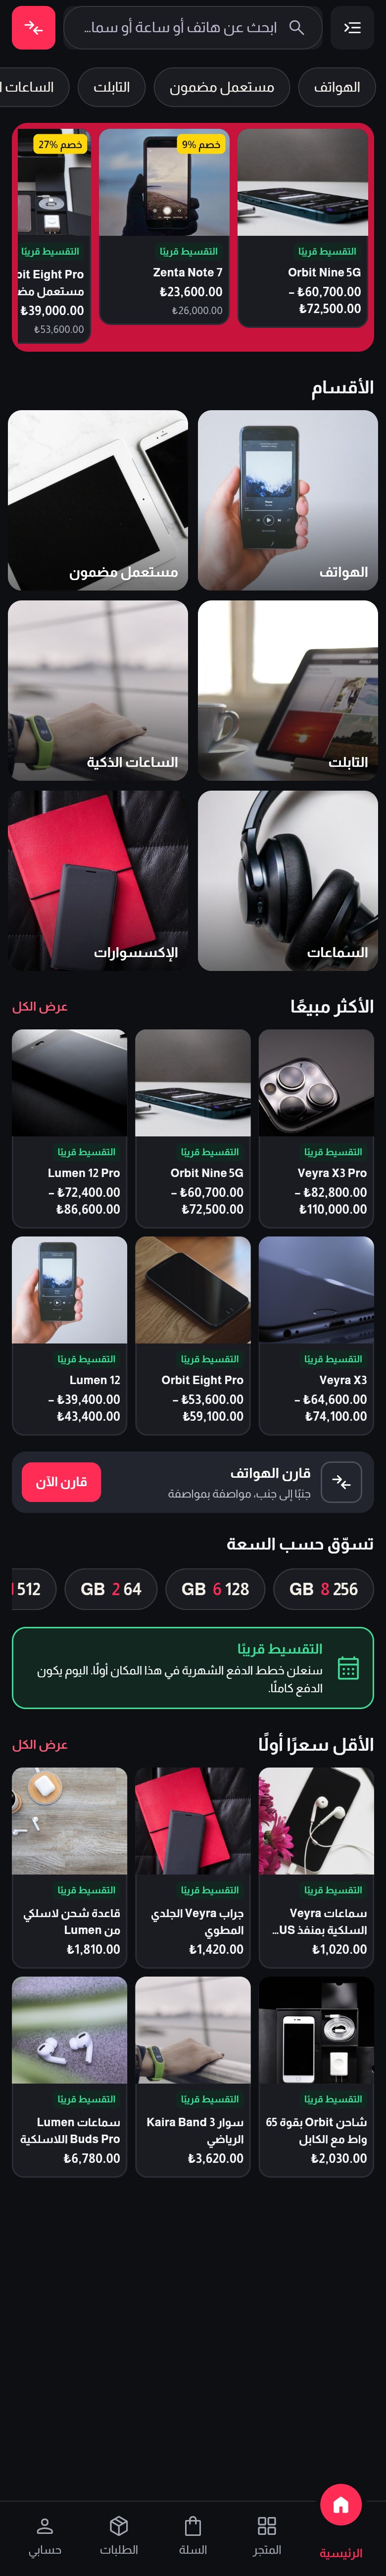 ابحث عن هاتف أو ساعة أو سما...
الهواتف
مستعمل مضمون
التابلت
الساعات
التقسيط قريبًا
Orbit Nine 5G
₺60,700.00 –
₺72,500.00
خصم 9%
التقسيط قريبًا
Zenta Note 7
₺23,600.00
₺26,000.00
خصم 27%
التقسيط قريبًا
Eight Pro
مستعمل
₺39,000.00
₺53,600.00
الأقسام
الهواتف
مستعمل مضمون
التابلت
الساعات الذكية
السماعات
الإكسسوارات
الأكثر مبيعًا
عرض الكل
التقسيط قريبًا
Veyra X3 Pro
₺82,800.00 –
₺110,000.00
التقسيط قريبًا
Orbit Nine 5G
₺60,700.00 –
₺72,500.00
التقسيط قريبًا
Lumen 12 Pro
₺72,400.00 –
₺86,600.00
التقسيط قريبًا
Veyra X3
₺64,600.00 –
₺74,100.00
التقسيط قريبًا
Orbit Eight Pro
₺53,600.00 –
₺59,100.00
التقسيط قريبًا
Lumen 12
₺39,400.00 –
₺43,400.00
قارن الهواتف
جنبًا إلى جنب، مواصفة بمواصفة
قارن الآن
تسوّق حسب السعة
256 GB 8
128 GB 6
64 GB 2
512
التقسيط قريبًا
سنعلن خطط الدفع الشهرية في هذا المكان أولًا. اليوم يكون
الدفع كاملًا.
الأقل سعرًا أولًا
عرض الكل
التقسيط قريبًا
سماعات Veyra
السلكية بمنفذ US...
₺1,020.00
التقسيط قريبًا
جراب Veyra الجلدي
المطوي
₺1,420.00
التقسيط قريبًا
قاعدة شحن لاسلكي
من Lumen
₺1,810.00
التقسيط قريبًا
شاحن Orbit بقوة 65
واط مع الكابل
₺2,030.00
التقسيط قريبًا
سوار Kaira Band 3
الرياضي
₺3,620.00
التقسيط قريبًا
سماعات Lumen
Buds Pro اللاسلكية
₺6,780.00
الرئيسية
المتجر
السلة
الطلبات
حسابي